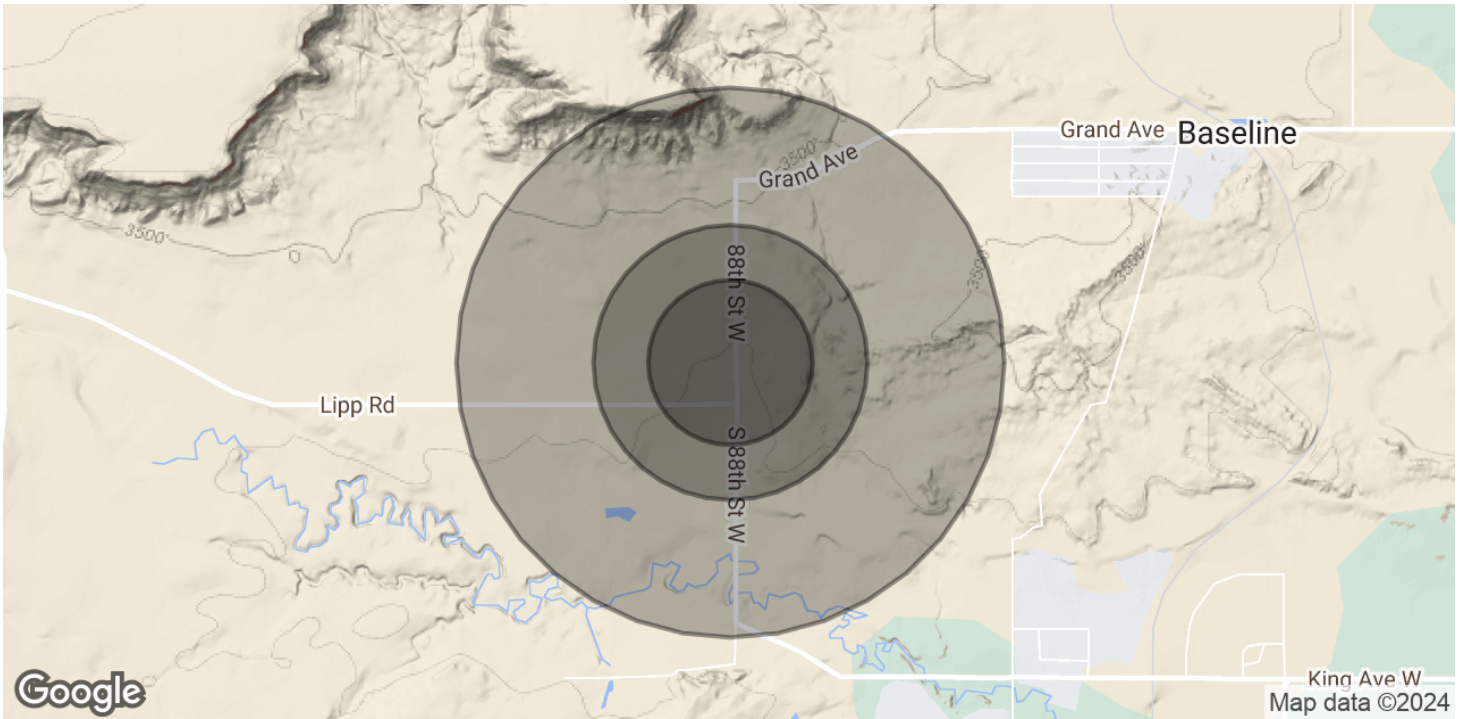 Grand Ave
Baseline
3500'
Grand Ave
3500'
88th St W
3500'
3500'
Lipp Rd
S 88th St W
King Ave W
Google
Map data ©2024